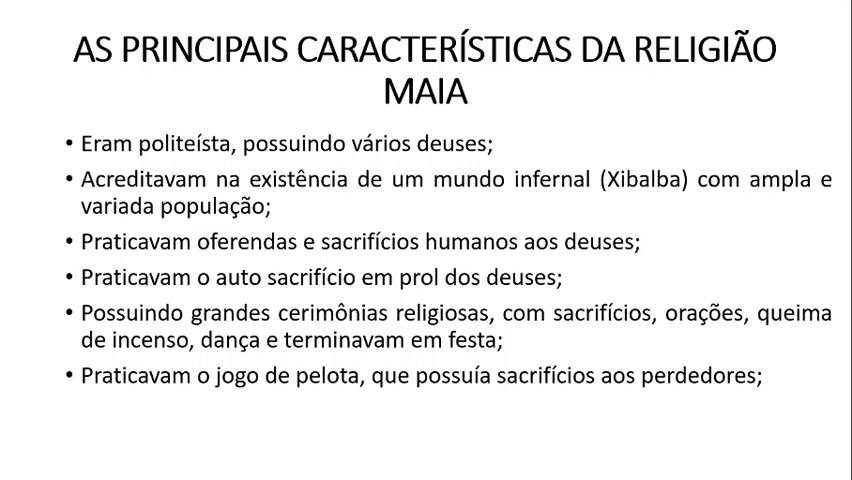 AS PRINCIPAIS CARACTERÍSTICAS DA RELIGIÃO
MAIA
• Eram politeísta, possuindo vários deuses;
• Acreditavam na existência de um mundo infernal (Xibalba) com ampla e
variada população;
• Praticavam oferendas e sacrifícios humanos aos deuses;
• Praticavam o auto sacrifício em prol dos deuses;
• Possuindo grandes cerimônias religiosas, com sacrifícios, orações, queima
de incenso, dança e terminavam em festa;
• Praticavam o jogo de pelota, que possuía sacrifícios aos perdedores;